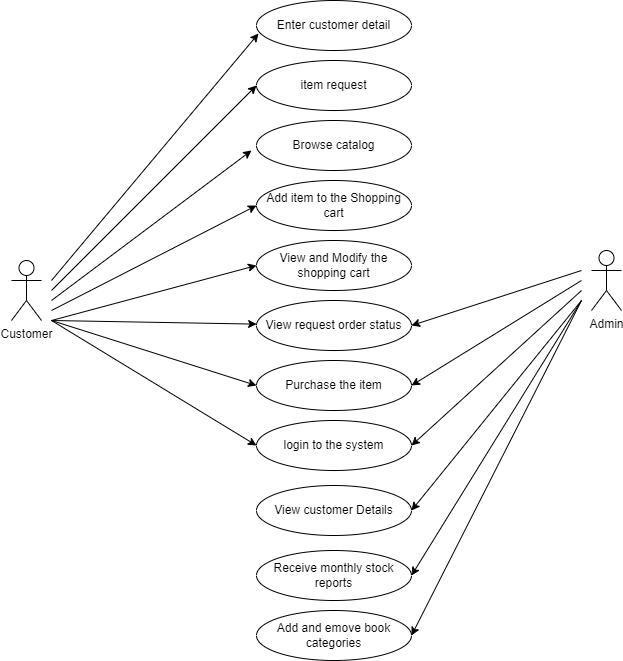 Enter customer detail
item request
Browse catalog
Add item to the Shopping
cart
View and Modify the
shopping cart
Customer
View request order status
Admin
Purchase the item
login to the system
View customer Details
Receive monthly stock
reports
Add and emove book
categories